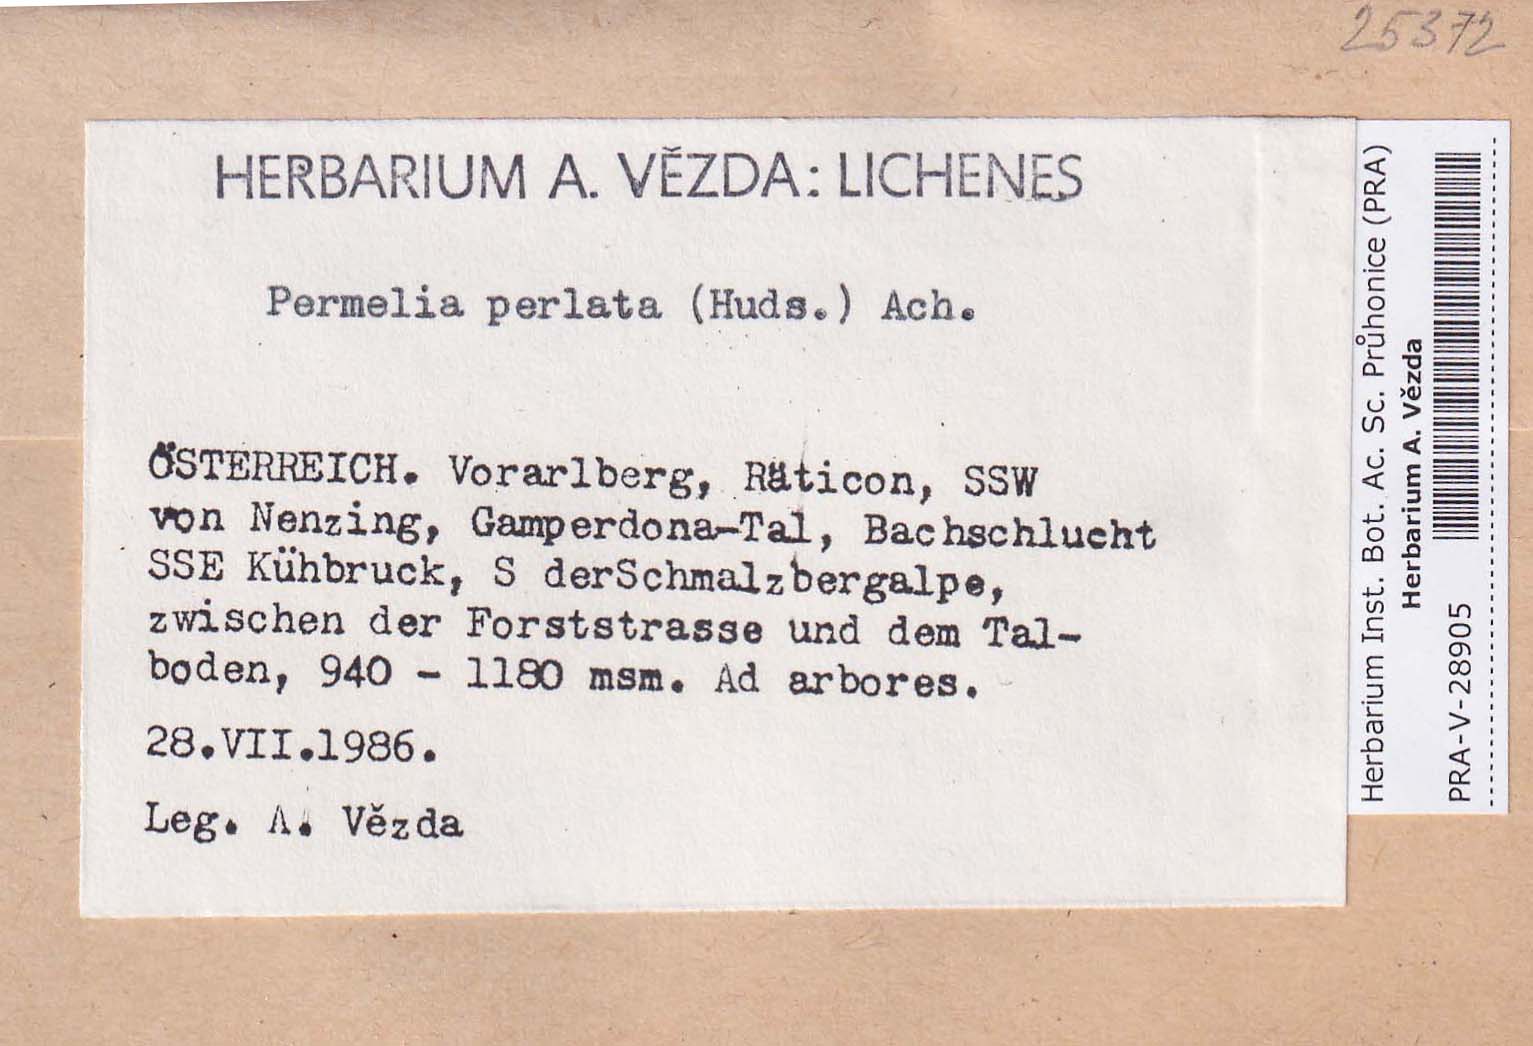 25372
HERBARIUM A. VĚZDA: LICHENES
Permelia perlata (Huds.) Ach.
ÖSTERREICH. Vorarlberg, Rätícon, SSW
von Nenzing, Gamperdona-Tal, Bachschlucht
SSE Kühbruck, S derSchmalzbergalpe,
zwischen der Forststrasse und dem Tal-
boden, 940 - 1180 msm. Ad arbores.
28.VII.1986.
Leg. A. Vězda
Herbarium Inst. Bot. Ac. Sc. Průhonice (PRA)
Herbarium A. Vězda
PRA-V-28905